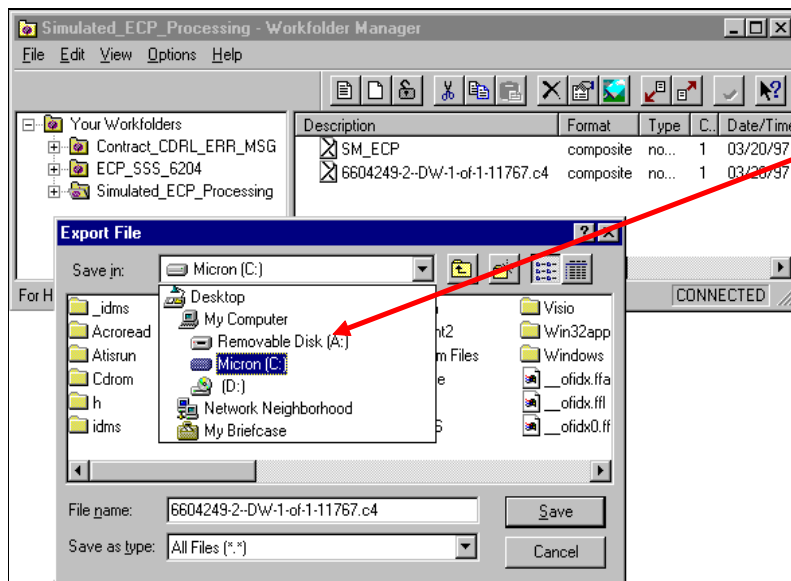 Simulated_ECP_Processing - Workfolder Manager
File Edit View Options Help
Your Workfolders
Contract_CDRL_ERR_MSG
ECP_SSS_6204
Simulated_ECP_Processing
Description Format Type C.. Date/Time
SM_ECP composite no... 1 03/20/97
6604249-2--DW-1-of-1-11767.c4 composite no... 1 03/20/97
For H
CONNECTED
Export File
Save in: Micron (C:)
Desktop
My Computer
Removable Disk (A:)
Micron (C:)
(D:)
Network Neighborhood
My Briefcase
_idms
Acroread
Atisrun
Cdrom
h
idms
Visio
Win32app
Windows
__ofidx.ffa
__ofidx.ffl
__ofidx0.ff
File name: 6604249-2--DW-1-of-1-11767.c4
Save
Save as type: All Files (*.*)
Cancel